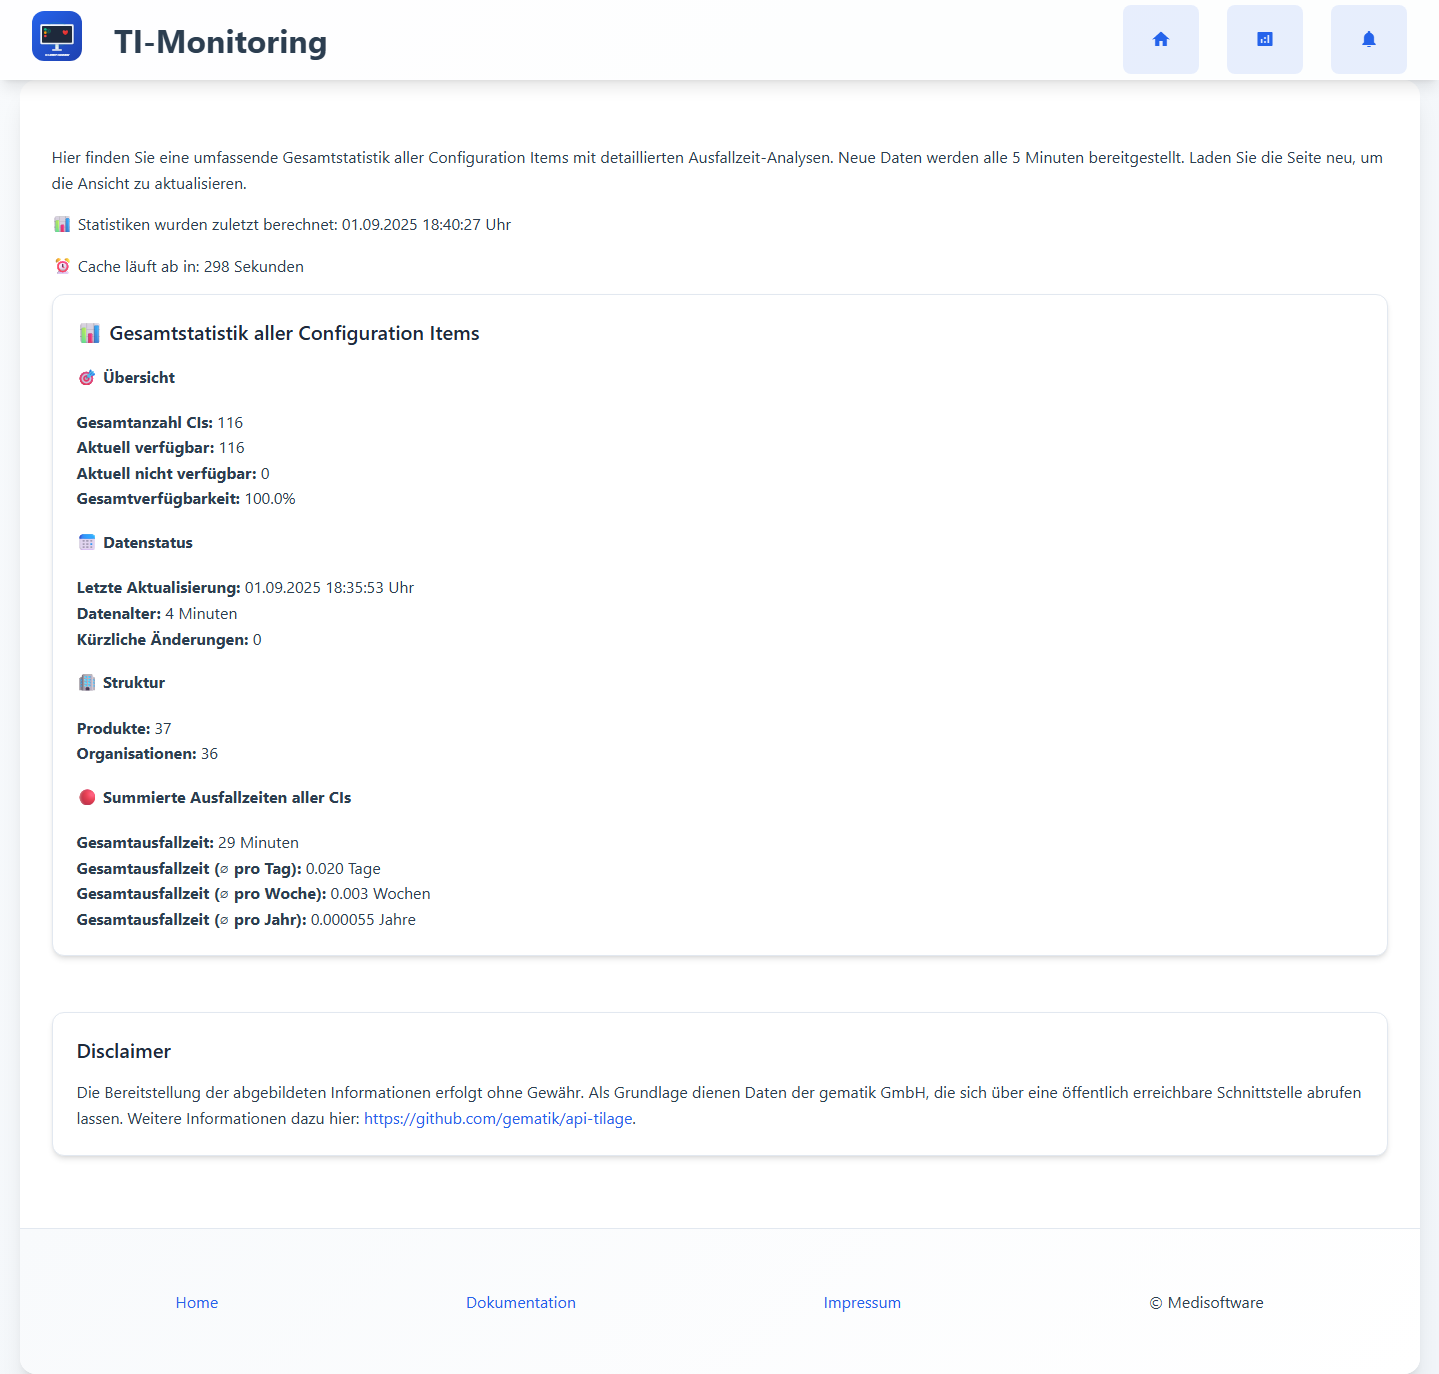 TI-Monitoring
Hier finden Sie eine umfassende Gesamtstatistik aller Configuration Items mit detaillierten Ausfallzeit-Analysen. Neue Daten werden alle 5 Minuten bereitgestellt. Laden Sie die Seite neu, um
die Ansicht zu aktualisieren.
📊 Statistiken wurden zuletzt berechnet: 01.09.2025 18:40:27 Uhr
⏰ Cache läuft ab in: 298 Sekunden
📊 Gesamtstatistik aller Configuration Items
🎯 Übersicht
Gesamtanzahl CIs: 116
Aktuell verfügbar: 116
Aktuell nicht verfügbar: 0
Gesamtverfügbarkeit: 100.0%
📅 Datenstatus
Letzte Aktualisierung: 01.09.2025 18:35:53 Uhr
Datenalter: 4 Minuten
Kürzliche Änderungen: 0
🏢 Struktur
Produkte: 37
Organisationen: 36
🔴 Summierte Ausfallzeiten aller CIs
Gesamtausfallzeit: 29 Minuten
Gesamtausfallzeit (⌀ pro Tag): 0.020 Tage
Gesamtausfallzeit (⌀ pro Woche): 0.003 Wochen
Gesamtausfallzeit (⌀ pro Jahr): 0.000055 Jahre
Disclaimer
Die Bereitstellung der abgebildeten Informationen erfolgt ohne Gewähr. Als Grundlage dienen Daten der gematik GmbH, die sich über eine öffentlich erreichbare Schnittstelle abrufen
lassen. Weitere Informationen dazu hier: https://github.com/gematik/api-tilage.
Home
Dokumentation
Impressum
© Medisoftware